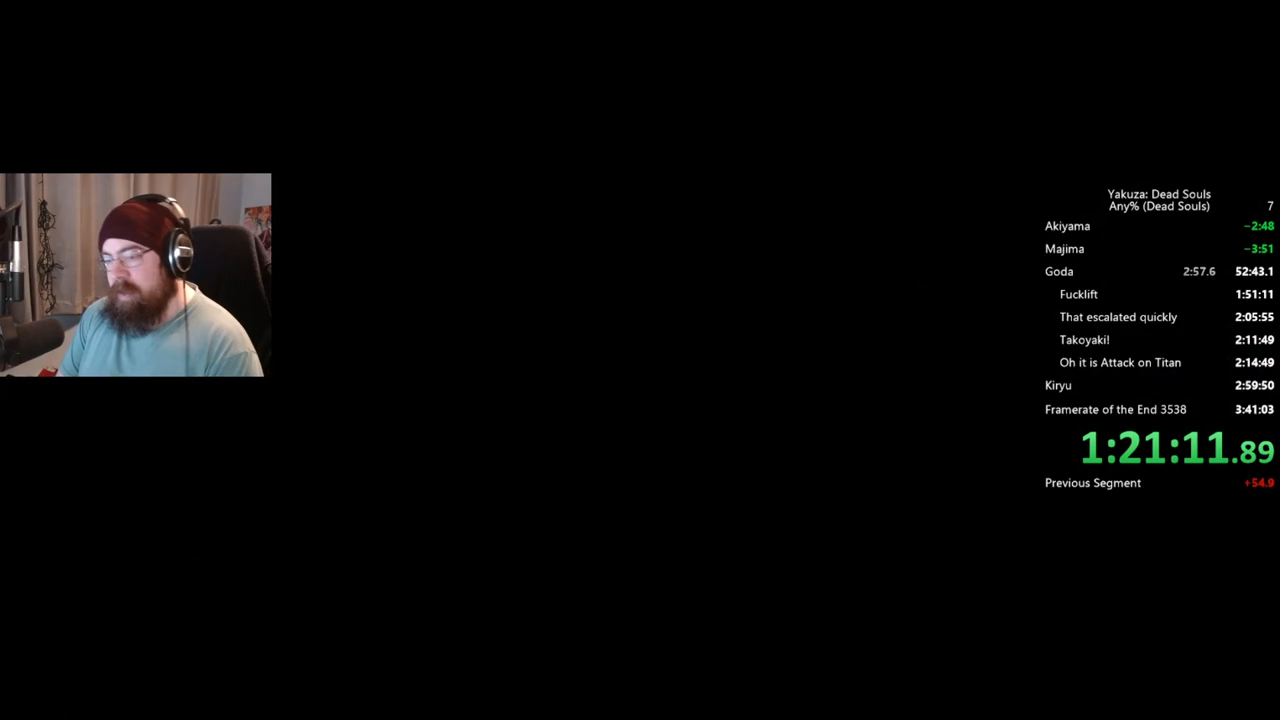 Yakuza: Dead Souls
Any% (Dead Souls) 7
Akiyama −2:48
Majima −3:51
Goda 2:57.6 52:43.1
Fucklift 1:51:11
That escalated quickly 2:05:55
Takoyaki! 2:11:49
Oh it is Attack on Titan 2:14:49
Kiryu 2:59:50
Framerate of the End 3538 3:41:03
1:21:11.89
Previous Segment +54.9